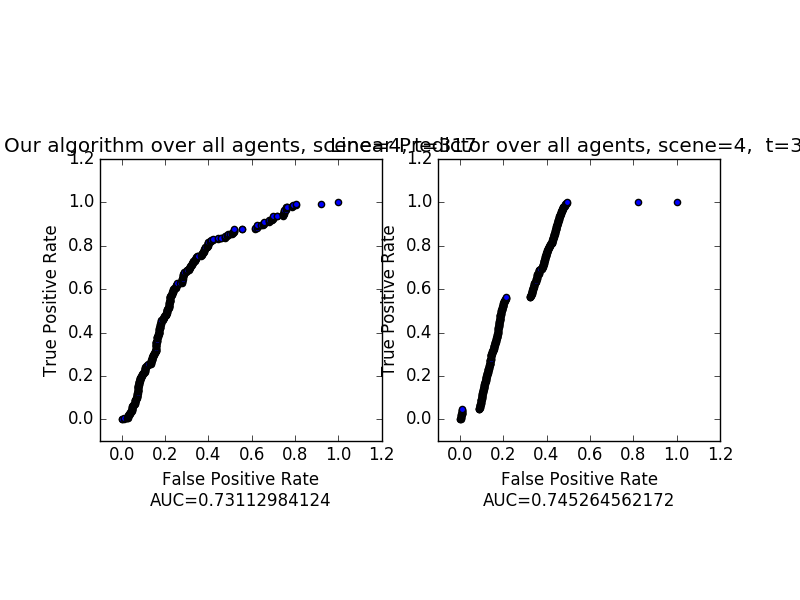 Our algorithm over all agents, scene=4, t=317
Linear Predictor over all agents, scene=4, t=3
1.2
1.0
0.8
0.6
0.4
0.2
0.0
True Positive Rate
0.0 0.2 0.4 0.6 0.8 1.0 1.2
False Positive Rate
AUC=0.73112984124
1.2
1.0
0.8
0.6
0.4
0.2
0.0
True Positive Rate
0.0 0.2 0.4 0.6 0.8 1.0 1.2
False Positive Rate
AUC=0.745264562172